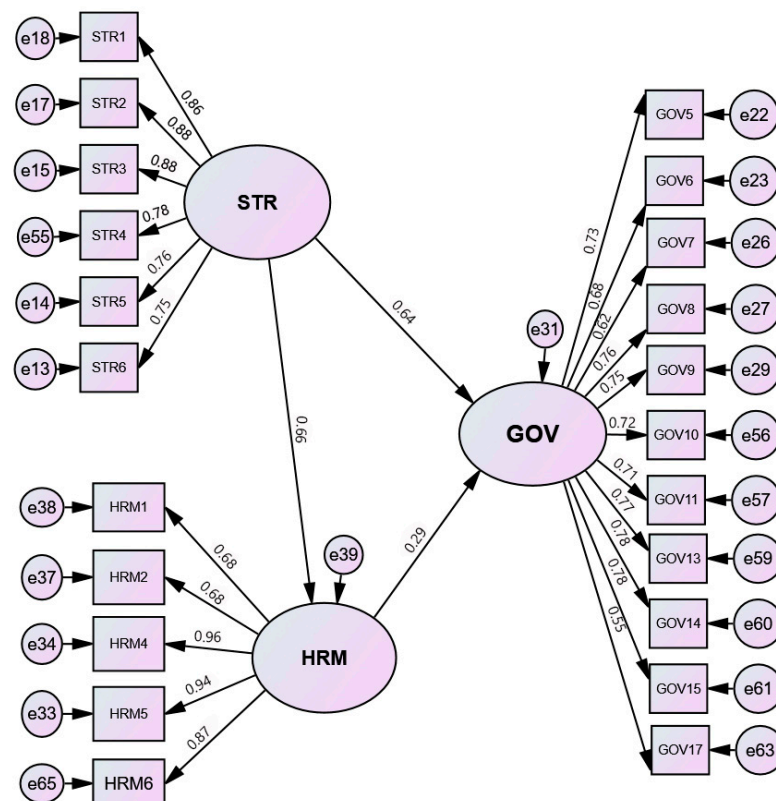 e18
STR1
e17
STR2
e15
STR3
e55
STR4
e14
STR5
e13
STR6
0.86
0.88
0.88
0.78
0.76
0.75
STR
0.64
0.66
e38
HRM1
e37
HRM2
e34
HRM4
e33
HRM5
e65
HRM6
0.68
0.68
0.96
0.94
0.87
HRM
e39
0.29
e31
GOV
0.73
0.68
0.62
0.76
0.75
0.72
0.71
0.77
0.78
0.78
0.55
GOV5
e22
GOV6
e23
GOV7
e26
GOV8
e27
GOV9
e29
GOV10
e56
GOV11
e57
GOV13
e59
GOV14
e60
GOV15
e61
GOV17
e63